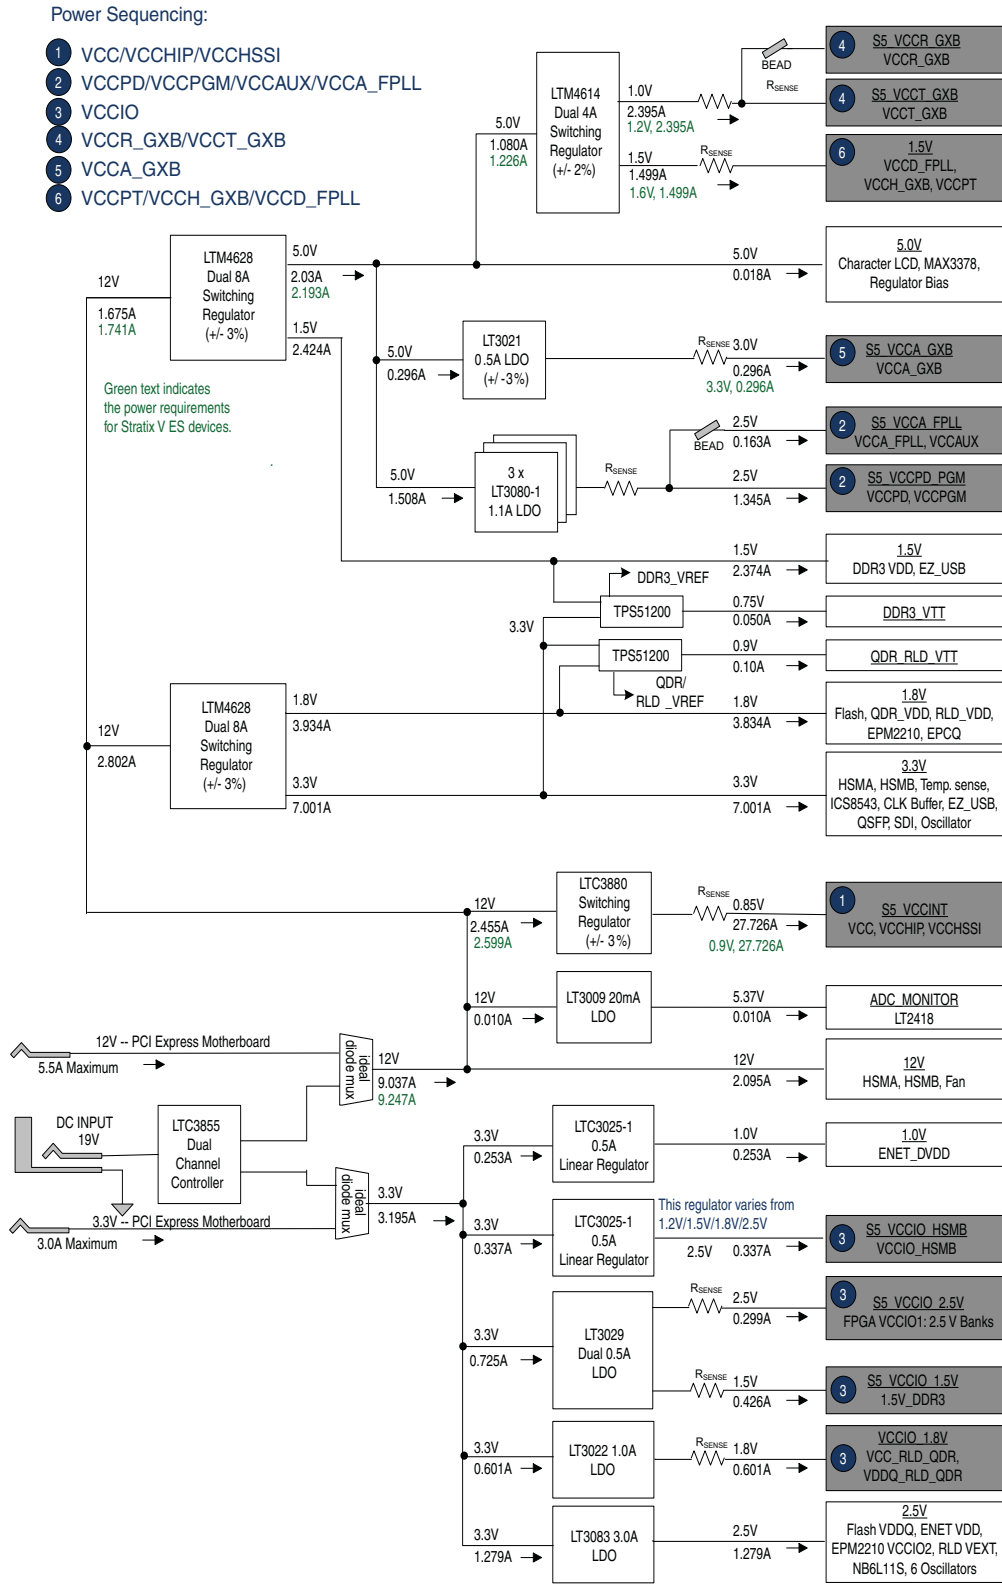 Power Sequencing:
1 VCC/VCCHIP/VCCHSSI
2 VCCPD/VCCPGM/VCCAUX/VCCA_FPLL
3 VCCIO
4 VCCR_GXB/VCCT_GXB
5 VCCA_GXB
6 VCCPT/VCCH_GXB/VCCD_FPLL
LTM4614
Dual 4A
Switching
Regulator
(+/- 2%)
5.0V
1.080A
1.226A
1.0V
2.395A
1.2V, 2.395A
BEAD
RSENSE
4 S5_VCCR_GXB
VCCR_GXB
4 S5_VCCT_GXB
VCCT_GXB
1.5V
1.499A
1.6V, 1.499A
RSENSE
6 1.5V
VCCD_FPLL,
VCCH_GXB, VCCPT
12V
1.675A
1.741A
LTM4628
Dual 8A
Switching
Regulator
(+/- 3%)
5.0V
2.03A
2.193A
1.5V
2.424A
5.0V
0.018A
5.0V
Character LCD, MAX3378,
Regulator Bias
Green text indicates
the power requirements
for Stratix V ES devices.
5.0V
0.296A
LT3021
0.5A LDO
(+/ -3%)
RSENSE
3.0V
0.296A
3.3V, 0.296A
5 S5_VCCA_GXB
VCCA_GXB
5.0V
1.508A
3 x
LT3080-1
1.1A LDO
RSENSE
BEAD
2.5V
0.163A
2 S5_VCCA_FPLL
VCCA_FPLL, VCCAUX
2.5V
1.345A
2 S5_VCCPD_PGM
VCCPD, VCCPGM
1.5V
2.374A
1.5V
DDR3 VDD, EZ_USB
DDR3_VREF
TPS51200
0.75V
0.050A
DDR3_VTT
3.3V
TPS51200
0.9V
0.10A
QDR_RLD_VTT
QDR/
RLD _VREF
12V
2.802A
LTM4628
Dual 8A
Switching
Regulator
(+/- 3%)
1.8V
3.934A
1.8V
3.834A
1.8V
Flash, QDR_VDD, RLD_VDD,
EPM2210, EPCQ
3.3V
7.001A
3.3V
7.001A
3.3V
HSMA, HSMB, Temp. sense,
ICS8543, CLK Buffer, EZ_USB,
QSFP, SDI, Oscillator
12V
2.455A
2.599A
LTC3880
Switching
Regulator
(+/- 3%)
RSENSE
0.85V
27.726A
0.9V, 27.726A
1 S5_VCCINT
VCC, VCCHIP, VCCHSSI
12V
0.010A
LT3009 20mA
LDO
5.37V
0.010A
ADC_MONITOR
LT2418
12V -- PCI Express Motherboard
5.5A Maximum
ideal
diode mux
12V
9.037A
9.247A
12V
2.095A
12V
HSMA, HSMB, Fan
DC INPUT
19V
LTC3855
Dual
Channel
Controller
3.3V -- PCI Express Motherboard
3.0A Maximum
ideal
diode mux
3.3V
3.195A
3.3V
0.253A
LTC3025-1
0.5A
Linear Regulator
1.0V
0.253A
1.0V
ENET_DVDD
3.3V
0.337A
LTC3025-1
0.5A
Linear Regulator
This regulator varies from
1.2V/1.5V/1.8V/2.5V
2.5V
0.337A
3 S5_VCCIO_HSMB
VCCIO_HSMB
3.3V
0.725A
LT3029
Dual 0.5A
LDO
RSENSE
2.5V
0.299A
3 S5_VCCIO_2.5V
FPGA VCCIO1: 2.5 V Banks
RSENSE
1.5V
0.426A
3 S5_VCCIO_1.5V
1.5V_DDR3
3.3V
0.601A
LT3022 1.0A
LDO
RSENSE
1.8V
0.601A
3 VCCIO_1.8V
VCC_RLD_QDR,
VDDQ_RLD_QDR
3.3V
1.279A
LT3083 3.0A
LDO
2.5V
1.279A
2.5V
Flash VDDQ, ENET VDD,
EPM2210 VCCIO2, RLD VEXT,
NB6L11S, 6 Oscillators